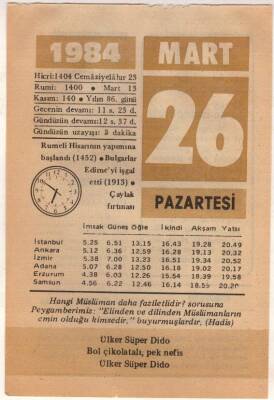 1984 MART
Hicri:1404 Cemâziyelâhır 23
Rumi: 1400 • Mart 13
Kasım: 140 • Yılın 86. günü
Gecenin devamı: 11 s. 23 d.
Gündüzün devamı: 12 s. 37 d.
Gündüzün uzayışı: 3 dakika
26
Rumeli Hisarının yapımına
başlandı (1452) • Bulgarlar
Edirne'yi işgal
etti (1913) •
Çaylak
fırtınası
PAZARTESİ
İmsak Güneş Öğle İkindi Akşam Yatsı
İstanbul 5.25 6.51 13.15 16.43 19.28 20.49
Ankara 5.12 6.36 12.59 16.28 19.13 20.32
İzmir 5.38 7.00 13.23 16.51 19.34 20.52
Adana 5.07 6.28 12.50 16.18 19.02 20.17
Erzurum 4.38 6.03 12.26 15.54 18.39 19.58
Samsun 4.56 6.22 12.46 16.14 18.59 20.20
Hangi Müslüman daha faziletlidir? sorusuna
Peygamberimiz: "Elinden ve dilinden Müslümanların
emin olduğu kimsedir," buyurmuşlardır. (Hadis)
Ülker Süper Dido
Bol çikolatalı, pek nefis
Ülker Süper Dido